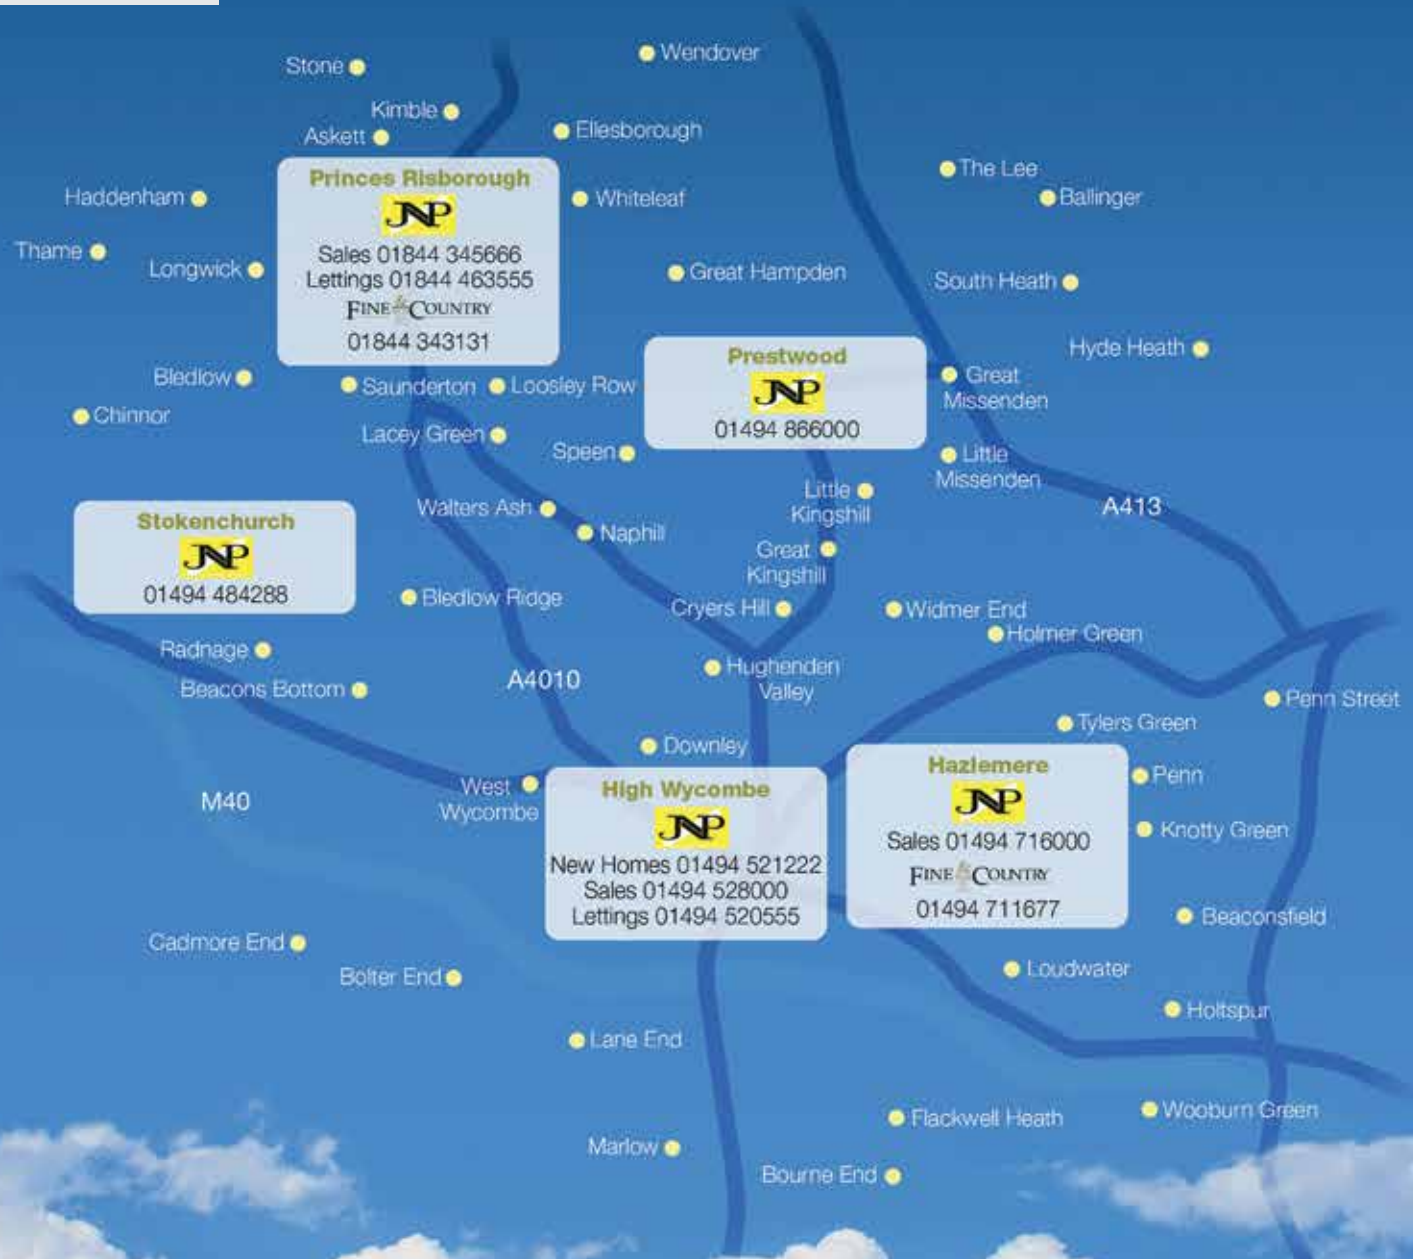 Wendover
Stone
Kimble
Askett
Ellesborough
The Lee
Ballinger
Haddenham
Whiteleaf
Thame
Longwick
Princes Risborough
JNP
Sales 01844 345666
Lettings 01844 463555
FINE & COUNTRY
01844 343131
Great Hampden
South Heath
Hyde Heath
Prestwood
JNP
01494 866000
Great
Missenden
Bledlow
Saunderton
Loosley Row
Chinnor
Lacey Green
Speen
Little
Missenden
Walters Ash
Naphill
Little
Kingshill
A413
Stokenchurch
JNP
01494 484288
Great
Kingshill
Bledlow Ridge
Cryers Hill
Widmer End
Holmer Green
Radnage
Beacons Bottom
A4010
Hughenden
Valley
Penn Street
Tylers Green
Downley
West
Wycombe
M40
High Wycombe
JNP
New Homes 01494 521222
Sales 01494 528000
Lettings 01494 520555
Hazlemere
JNP
Sales 01494 716000
FINE & COUNTRY
01494 711677
Penn
Knotty Green
Beaconsfield
Cadmore End
Bolter End
Loudwater
Holtspur
Lane End
Flackwell Heath
Wooburn Green
Marlow
Bourne End